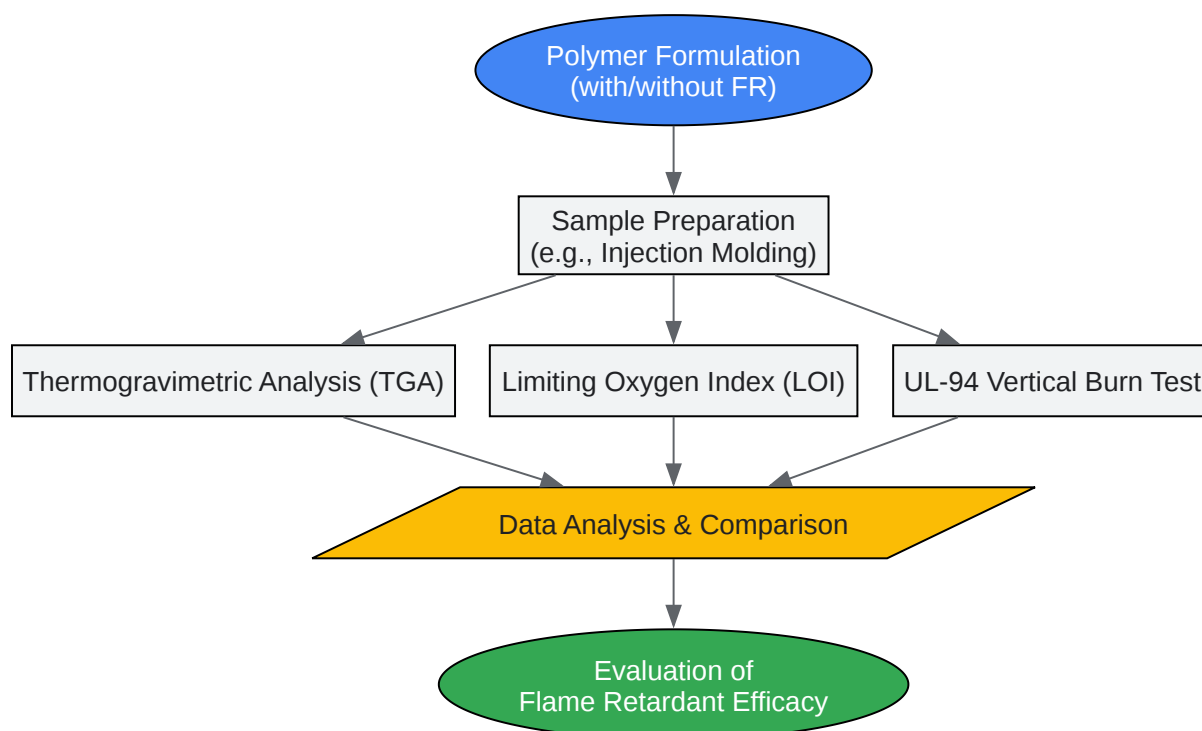 Polymer Formulation
(with/without FR)
Sample Preparation
(e.g., Injection Molding)
Thermogravimetric Analysis (TGA)
Limiting Oxygen Index (LOI)
UL-94 Vertical Burn Test
Data Analysis & Comparison
Evaluation of
Flame Retardant Efficacy